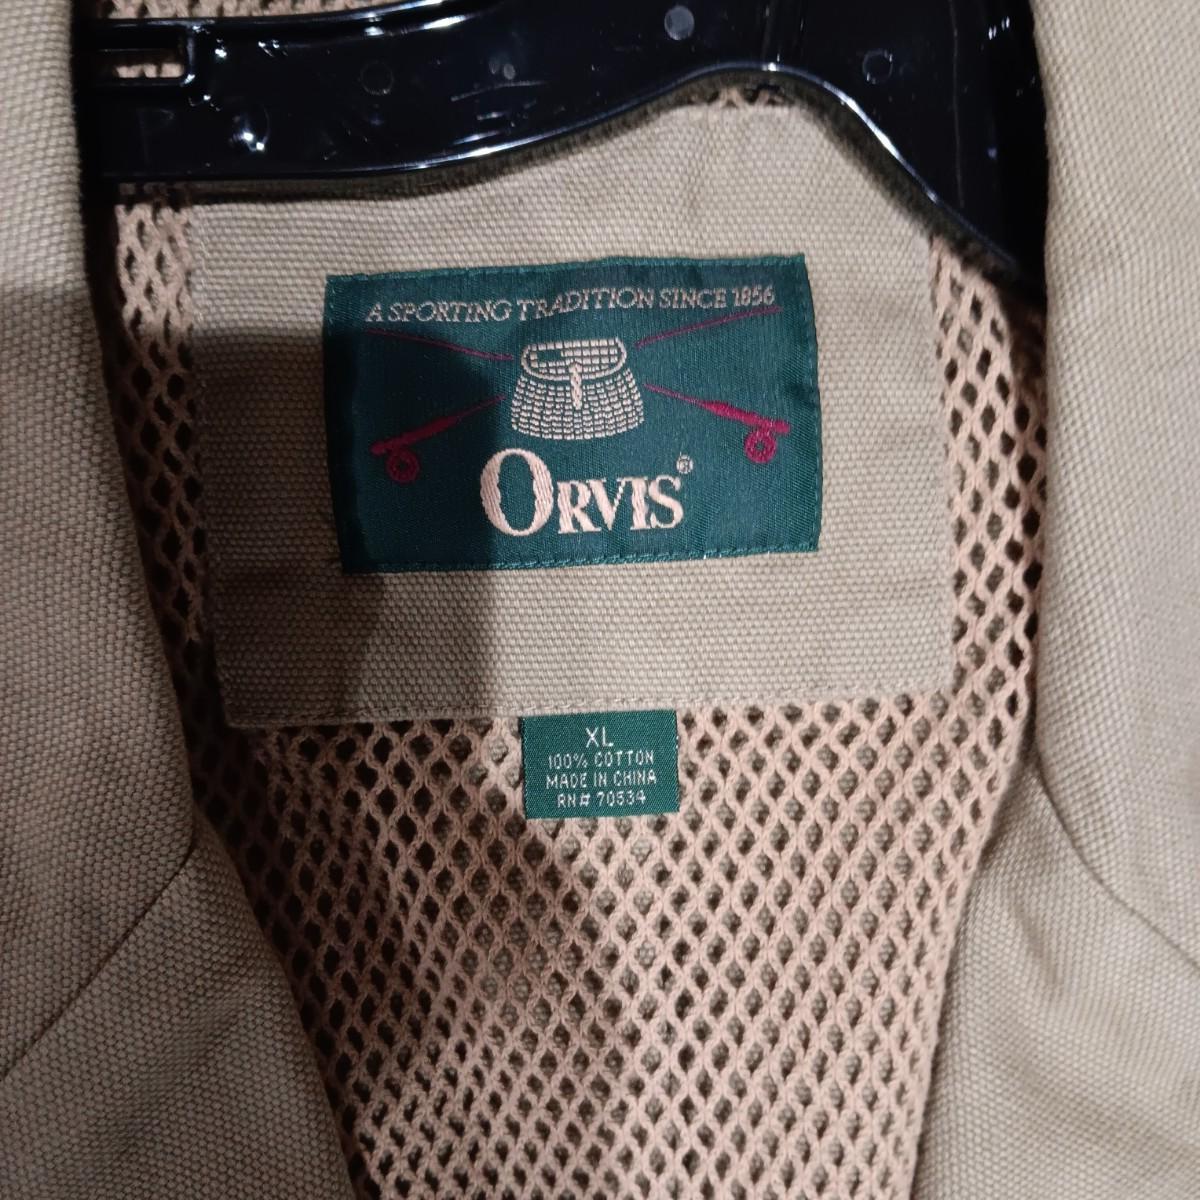 A SPORTING TRADITION SINCE 1856
ORVIS®
XL
100% COTTON
MADE IN CHINA
RN# 70534